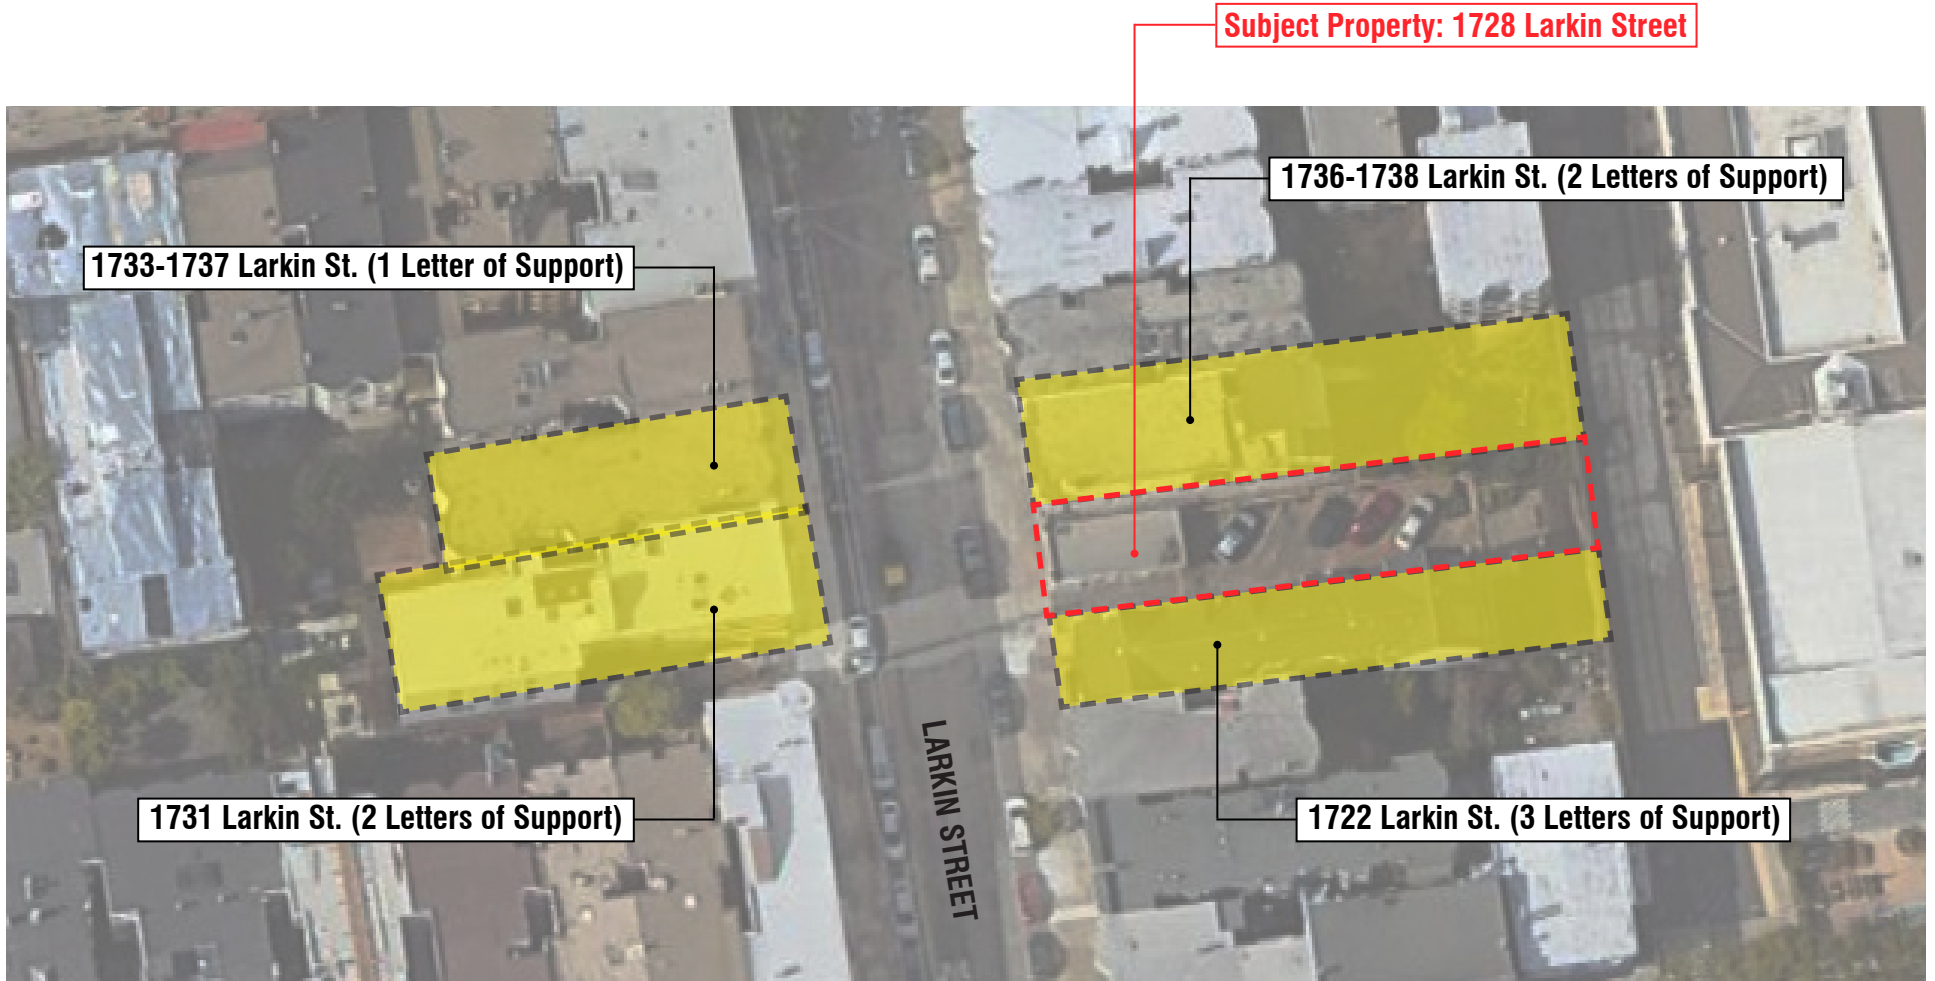 Subject Property: 1728 Larkin Street
1736-1738 Larkin St. (2 Letters of Support)
1733-1737 Larkin St. (1 Letter of Support)
LARKIN STREET
1731 Larkin St. (2 Letters of Support)
1722 Larkin St. (3 Letters of Support)